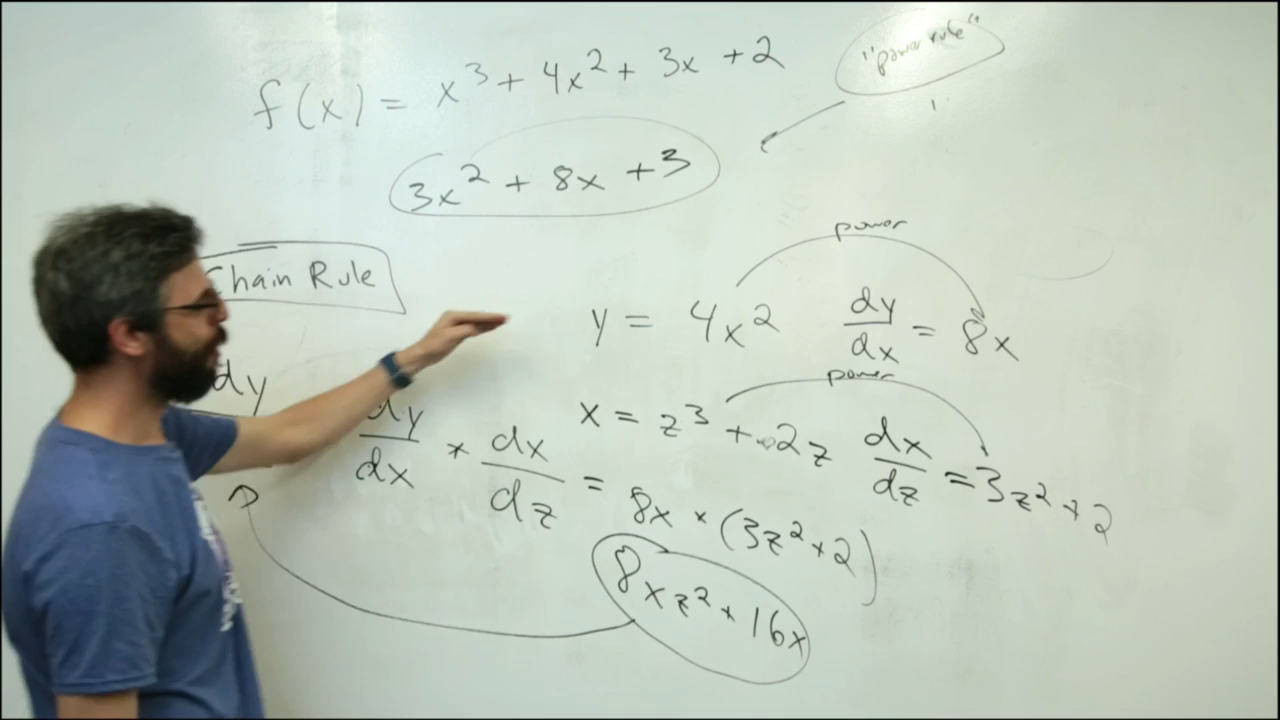 "power rule"
f(x) = x³ + 4x² + 3x + 2
3x² + 8x + 3
power
Chain Rule
y = 4x² dy/dx = 8x
power
x = z³ + 2z dx/dz = 3z² + 2
dy
dy/dx * dx/dz = 8x * (3z² + 2)
8xz² + 16x